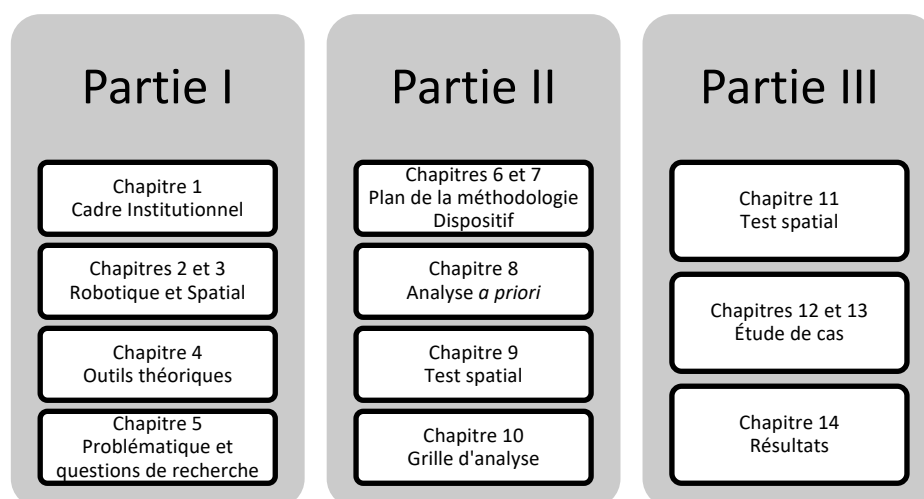 Partie I
Chapitre 1
Cadre Institutionnel
Chapitres 2 et 3
Robotique et Spatial
Chapitre 4
Outils théoriques
Chapitre 5
Problématique et
questions de recherche
Partie II
Chapitres 6 et 7
Plan de la méthodologie
Dispositif
Chapitre 8
Analyse a priori
Chapitre 9
Test spatial
Chapitre 10
Grille d'analyse
Partie III
Chapitre 11
Test spatial
Chapitres 12 et 13
Étude de cas
Chapitre 14
Résultats